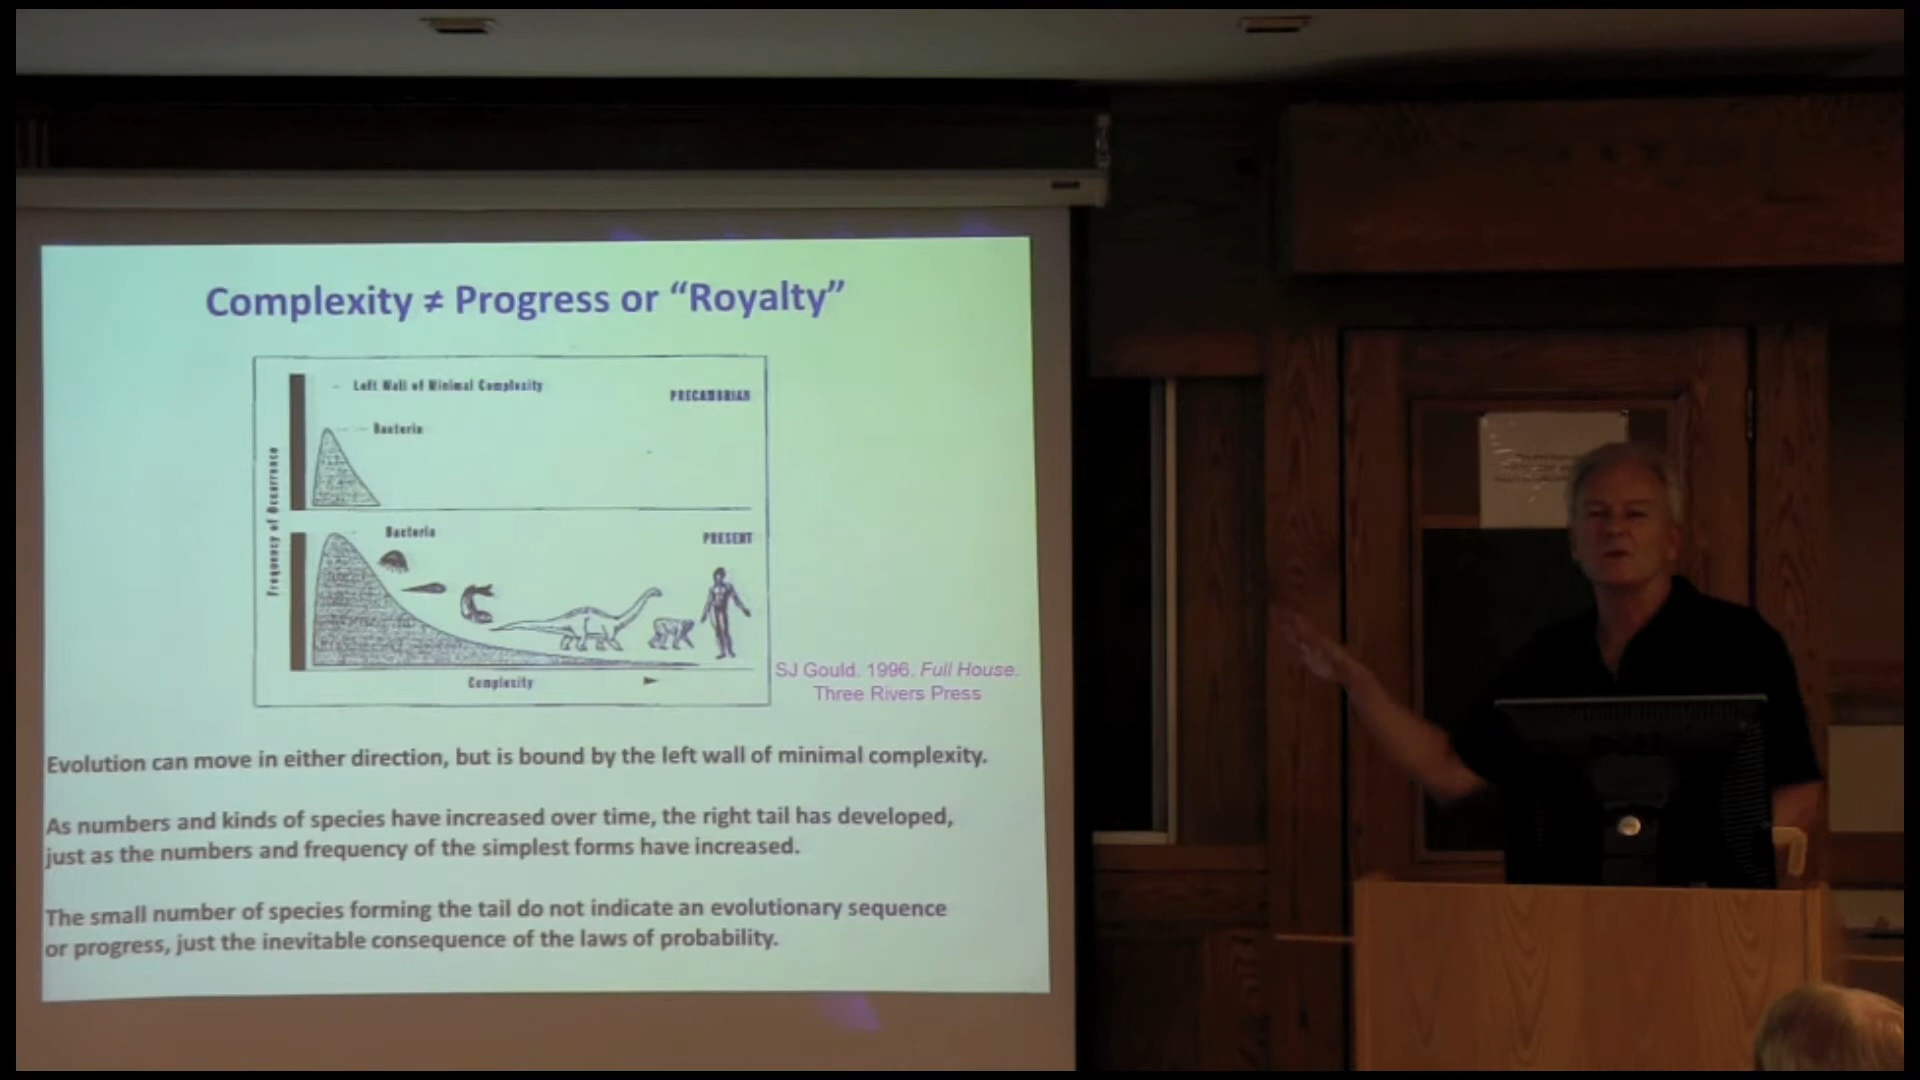 Complexity ≠ Progress or “Royalty”
Left Wall of Minimal Complexity
PRECAMBRIAN
Bacteria
Frequency of Occurrence
Bacteria
PRESENT
Complexity
SJ Gould. 1996. Full House.
Three Rivers Press
Evolution can move in either direction, but is bound by the left wall of minimal complexity.
As numbers and kinds of species have increased over time, the right tail has developed,
just as the numbers and frequency of the simplest forms have increased.
The small number of species forming the tail do not indicate an evolutionary sequence
or progress, just the inevitable consequence of the laws of probability.